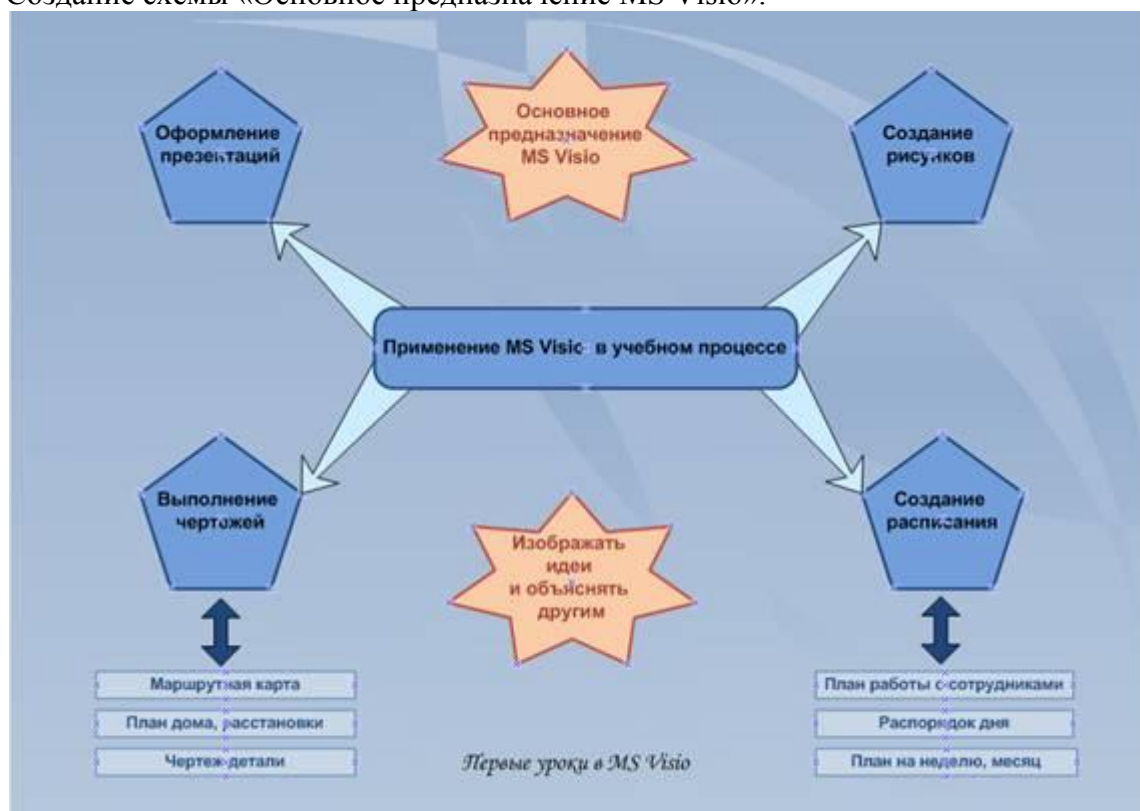 Создание схемы «Основное предназначение MS Visio».
Оформление
презентаций
Основное
предназначение
MS Visio
Создание
рисунков
Применение MS Visio в учебном процессе
Выполнение
чертежей
Изображать
идеи
и объяснять
другим
Создание
расписания
Маршрутная карта
План дома, расстановки
Чертеж детали
План работы с сотрудниками
Распорядок дня
План на неделю, месяц
Первые уроки в MS Visio